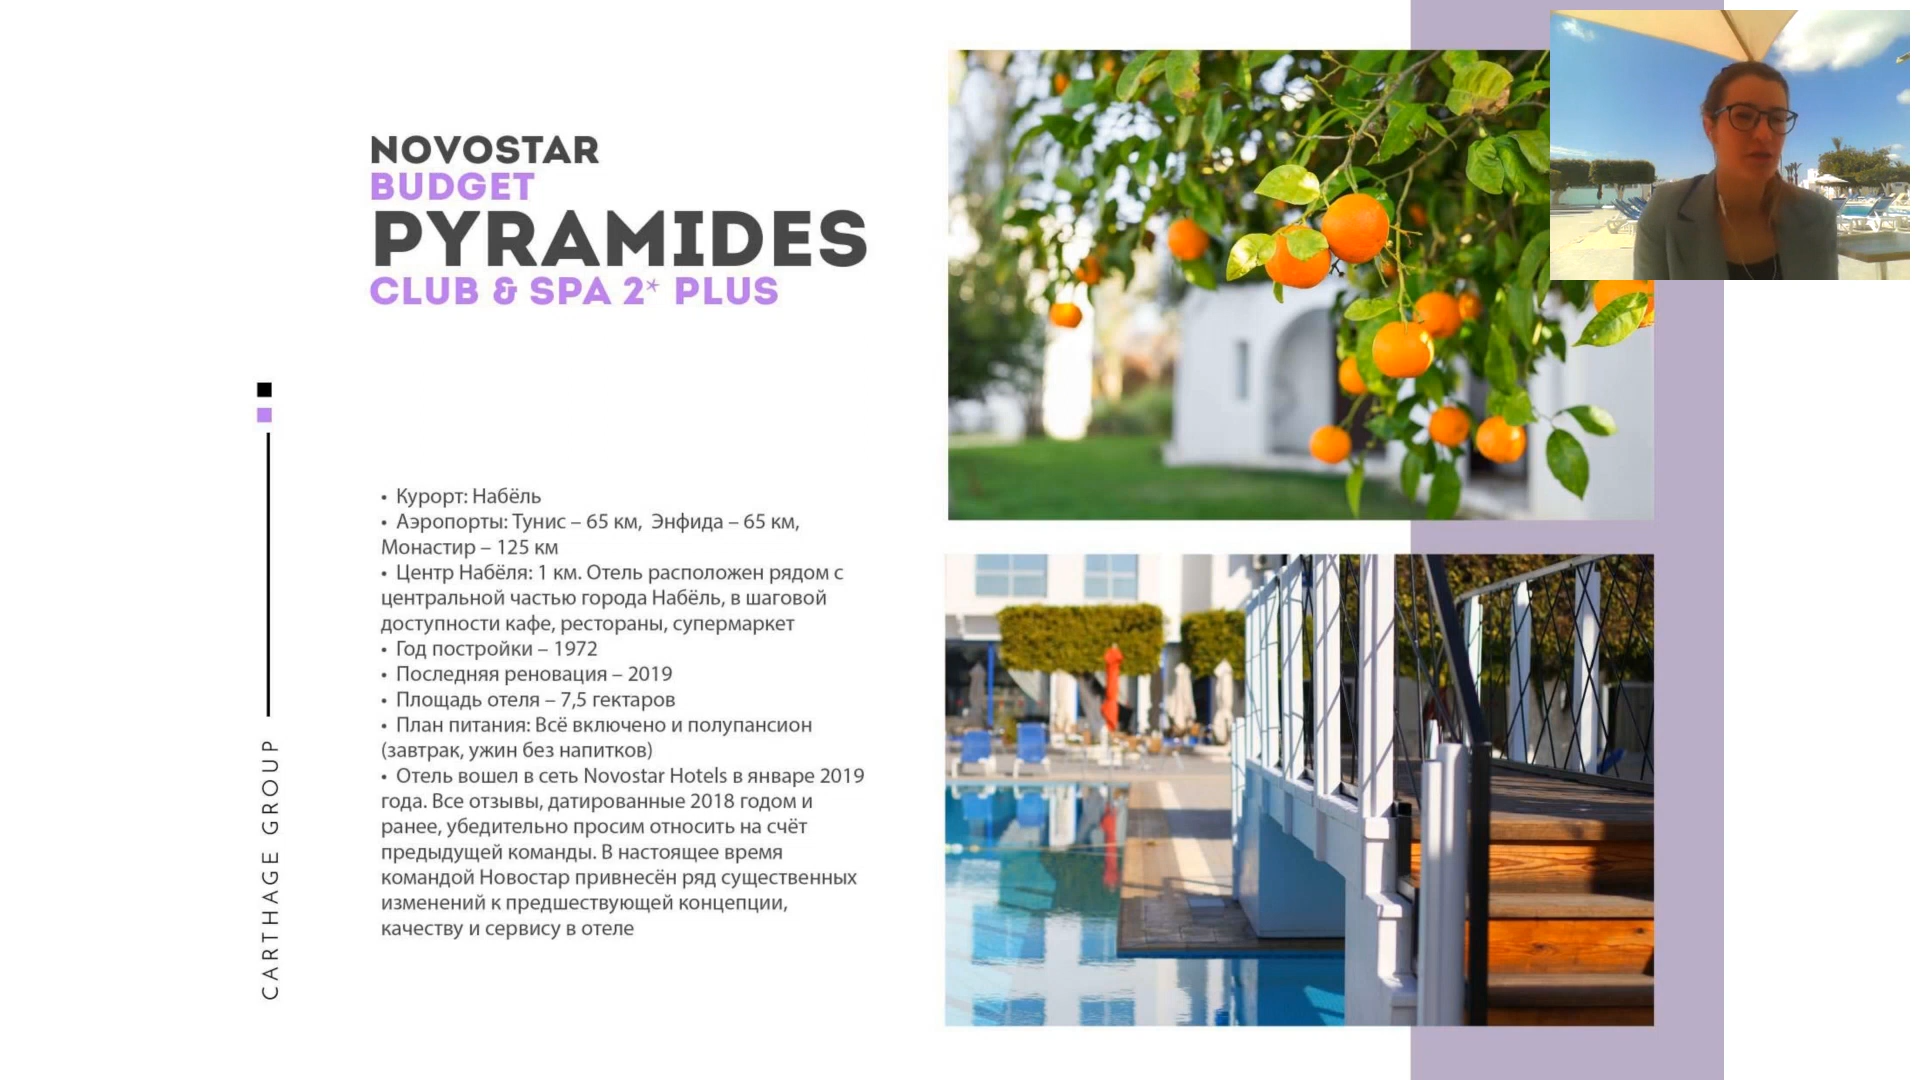 NOVOSTAR
BUDGET
PYRAMIDES
CLUB & SPA 2* PLUS
• Курорт: Набёль
• Аэропорты: Тунис – 65 км, Энфида – 65 км,
Монастир – 125 км
• Центр Набёля: 1 км. Отель расположен рядом с
центральной частью города Набёль, в шаговой
доступности кафе, рестораны, супермаркет
• Год постройки – 1972
• Последняя реновация – 2019
• Площадь отеля – 7,5 гектаров
• План питания: Всё включено и полупансион
(завтрак, ужин без напитков)
• Отель вошел в сеть Novostar Hotels в январе 2019
года. Все отзывы, датированные 2018 годом и
ранее, убедительно просим относить на счёт
предыдущей команды. В настоящее время
командой Новостар привнесён ряд существенных
изменений к предшествующей концепции,
качеству и сервису в отеле
CARTHAGE GROUP